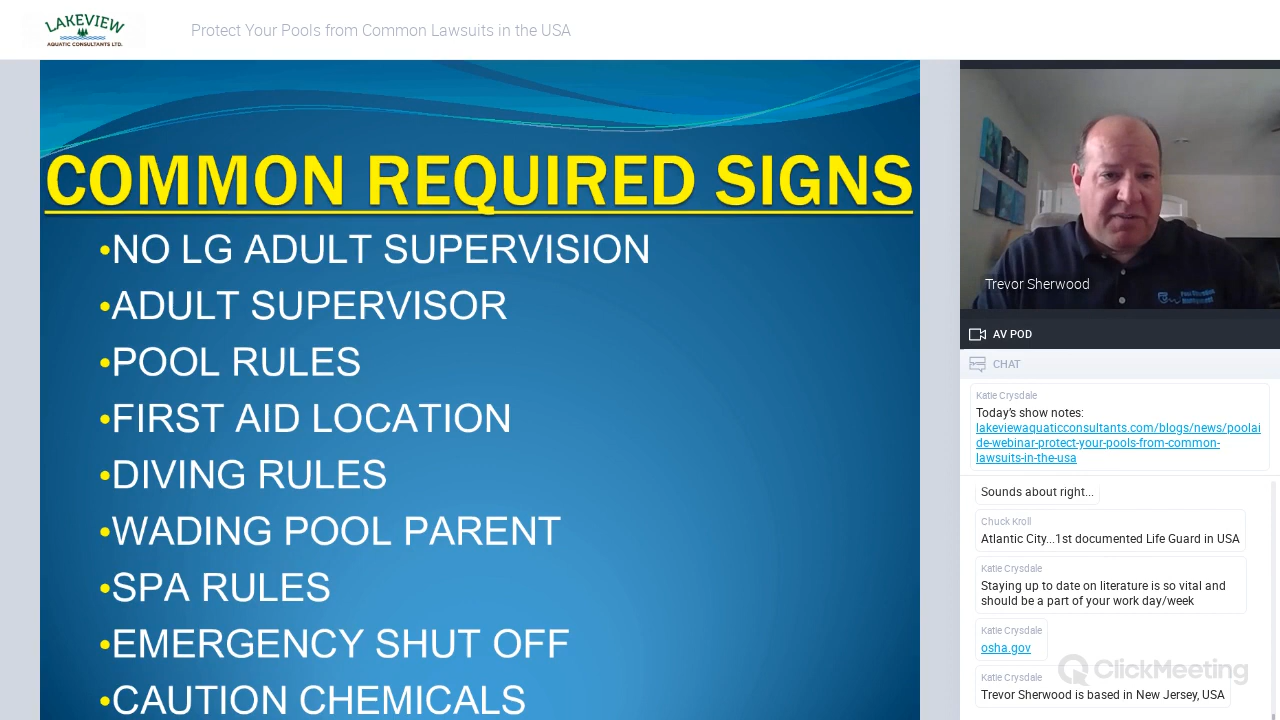 LAKEVIEW
AQUATIC CONSULTANTS LTD.
Protect Your Pools from Common Lawsuits in the USA
COMMON REQUIRED SIGNS
•NO LG ADULT SUPERVISION
•ADULT SUPERVISOR
•POOL RULES
•FIRST AID LOCATION
•DIVING RULES
•WADING POOL PARENT
•SPA RULES
•EMERGENCY SHUT OFF
•CAUTION CHEMICALS
Trevor Sherwood
AV POD
CHAT
Katie Crysdale
Today's show notes:
lakeviewaquaticconsultants.com/blogs/news/poolai
de-webinar-protect-your-pools-from-common-
lawsuits-in-the-usa
Sounds about right...
Chuck Kroll
Atlantic City...1st documented Life Guard in USA
Katie Crysdale
Staying up to date on literature is so vital and
should be a part of your work day/week
Katie Crysdale
osha.gov
Katie Crysdale
Trevor Sherwood is based in New Jersey, USA
ClickMeeting